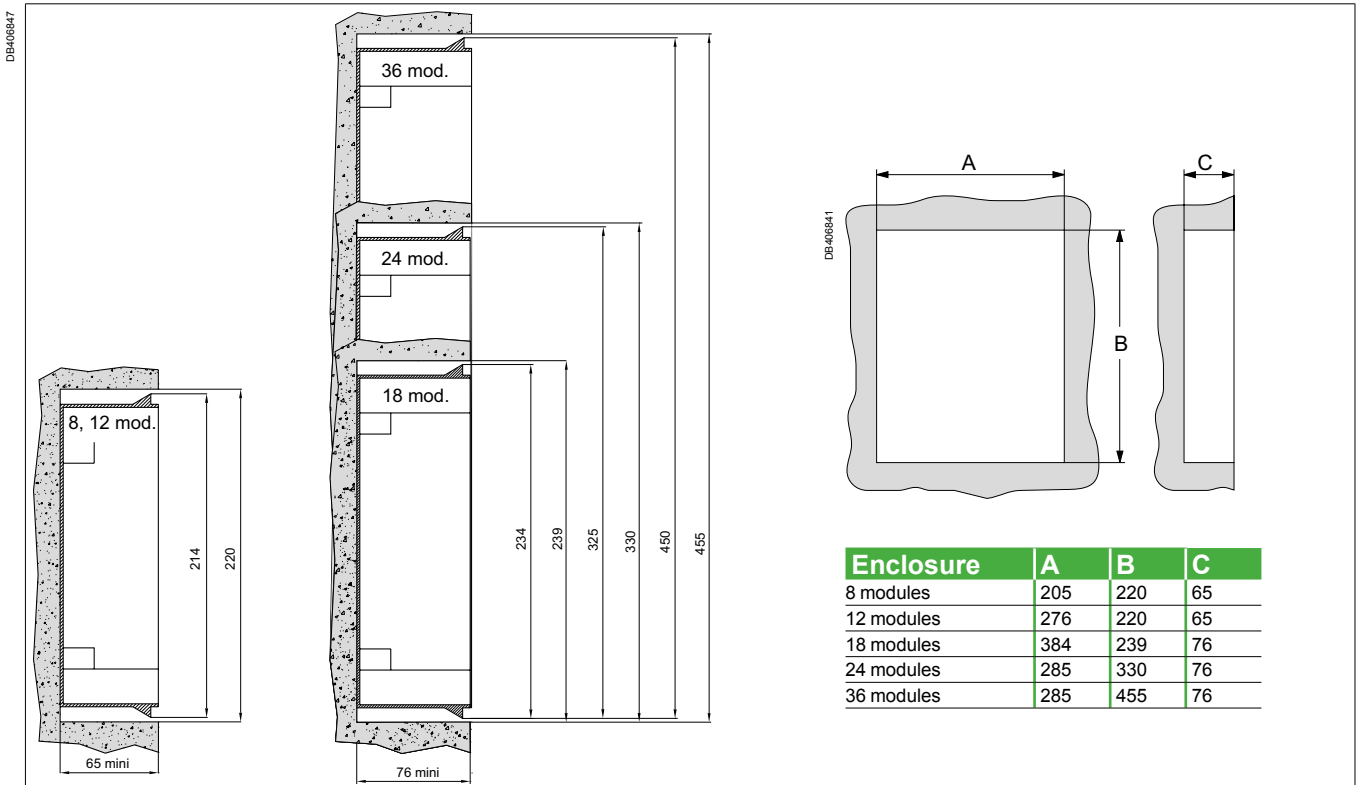 DB406847
36 mod.
24 mod.
18 mod.
8, 12 mod.
214
220
234
239
325
330
450
455
65 mini
76 mini
DB406841
A
C
B
Enclosure A B C
8 modules 205 220 65
12 modules 276 220 65
18 modules 384 239 76
24 modules 285 330 76
36 modules 285 455 76